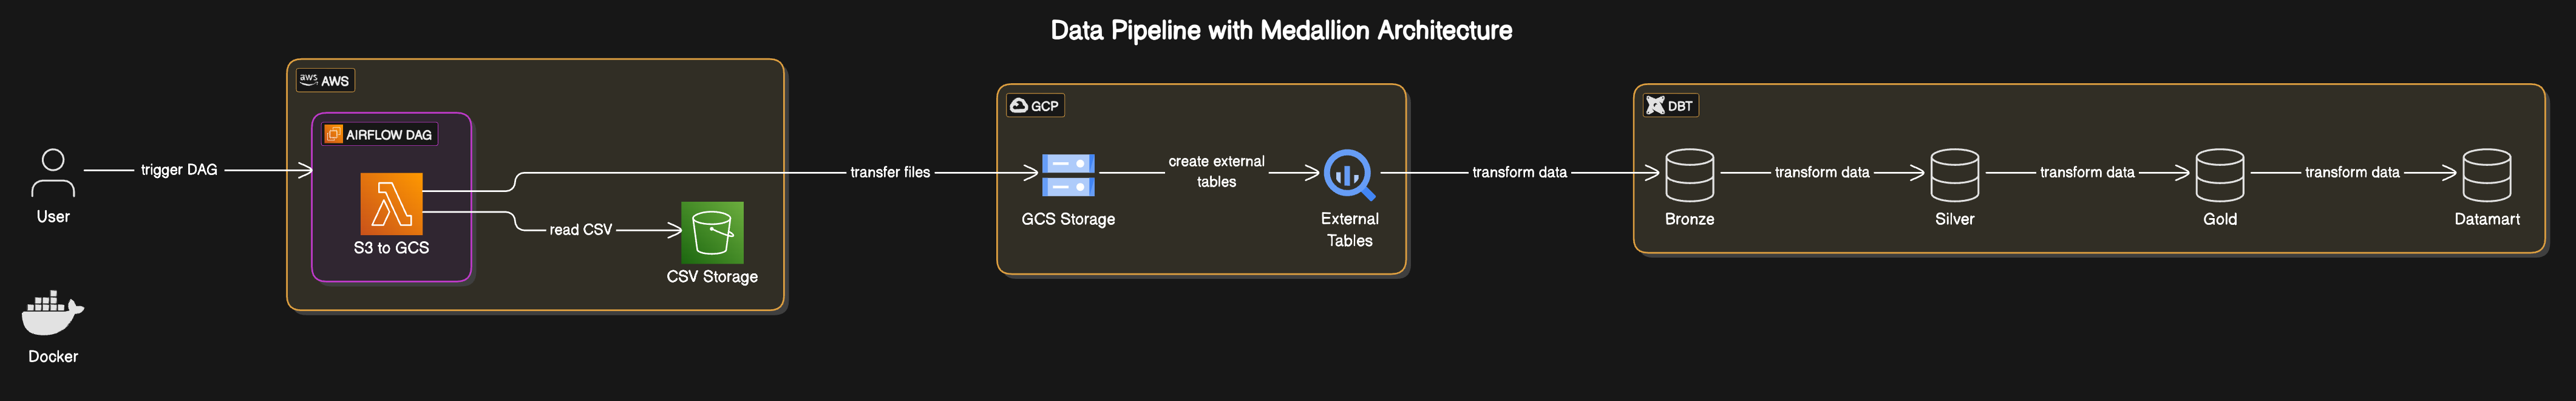 Data Pipeline with Medallion Architecture
aws AWS
AIRFLOW DAG
User
trigger DAG
S3 to GCS
read CSV
CSV Storage
transfer files
GCP
GCS Storage
create external
tables
External
Tables
transform data
DBT
Bronze
transform data
Silver
transform data
Gold
transform data
Datamart
Docker